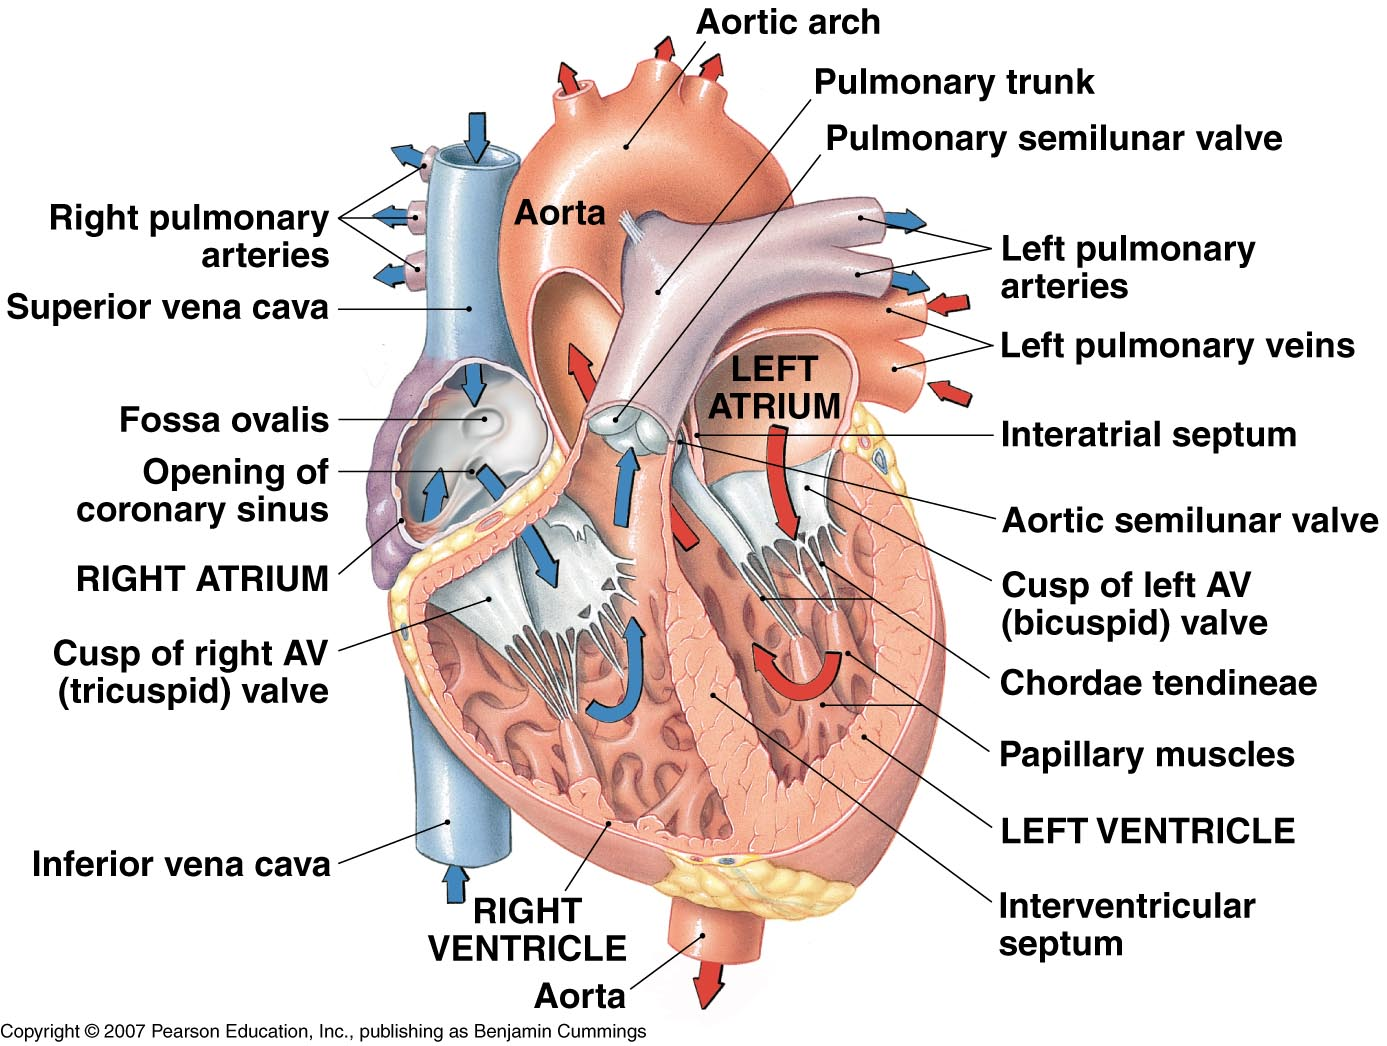 Aortic arch
Pulmonary trunk
Pulmonary semilunar valve
Aorta
Right pulmonary
arteries
Superior vena cava
Fossa ovalis
Opening of
coronary sinus
RIGHT ATRIUM
Cusp of right AV
(tricuspid) valve
Inferior vena cava
RIGHT
VENTRICLE
Aorta
LEFT
ATRIUM
Left pulmonary
arteries
Left pulmonary veins
Interatrial septum
Aortic semilunar valve
Cusp of left AV
(bicuspid) valve
Chordae tendineae
Papillary muscles
LEFT VENTRICLE
Interventricular
septum
Copyright © 2007 Pearson Education, Inc., publishing as Benjamin Cummings